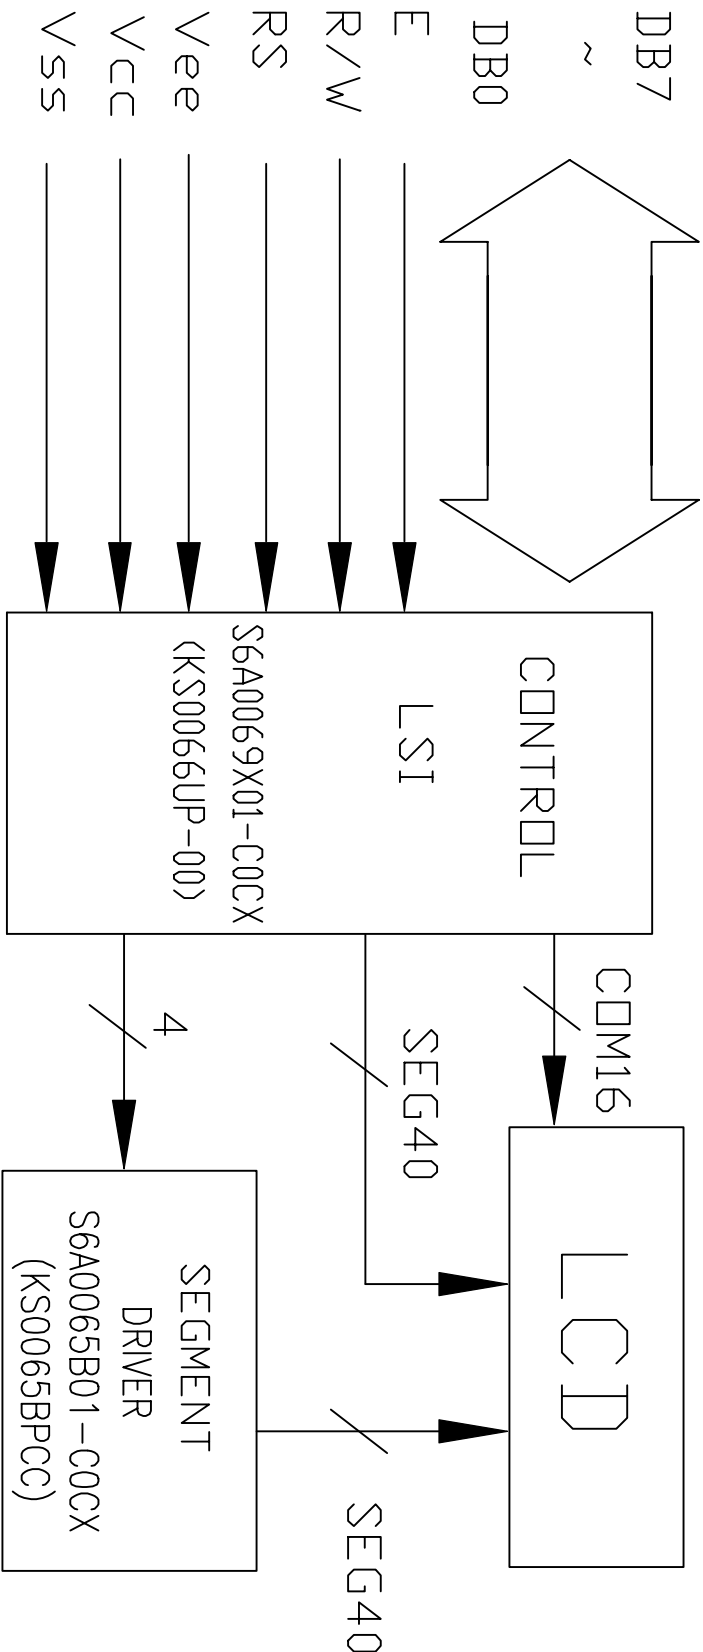 DB7
~
DB0
E
R/W
RS
Vee
Vcc
Vss
CONTROL
LSI
S6A0069X01-C0CX
(KS0066UP-00)
COM16
SEG40
4
LCD
SEGMENT
DRIVER
S6A0065B01-C0CX
(KS0065BPCC)
SEG40